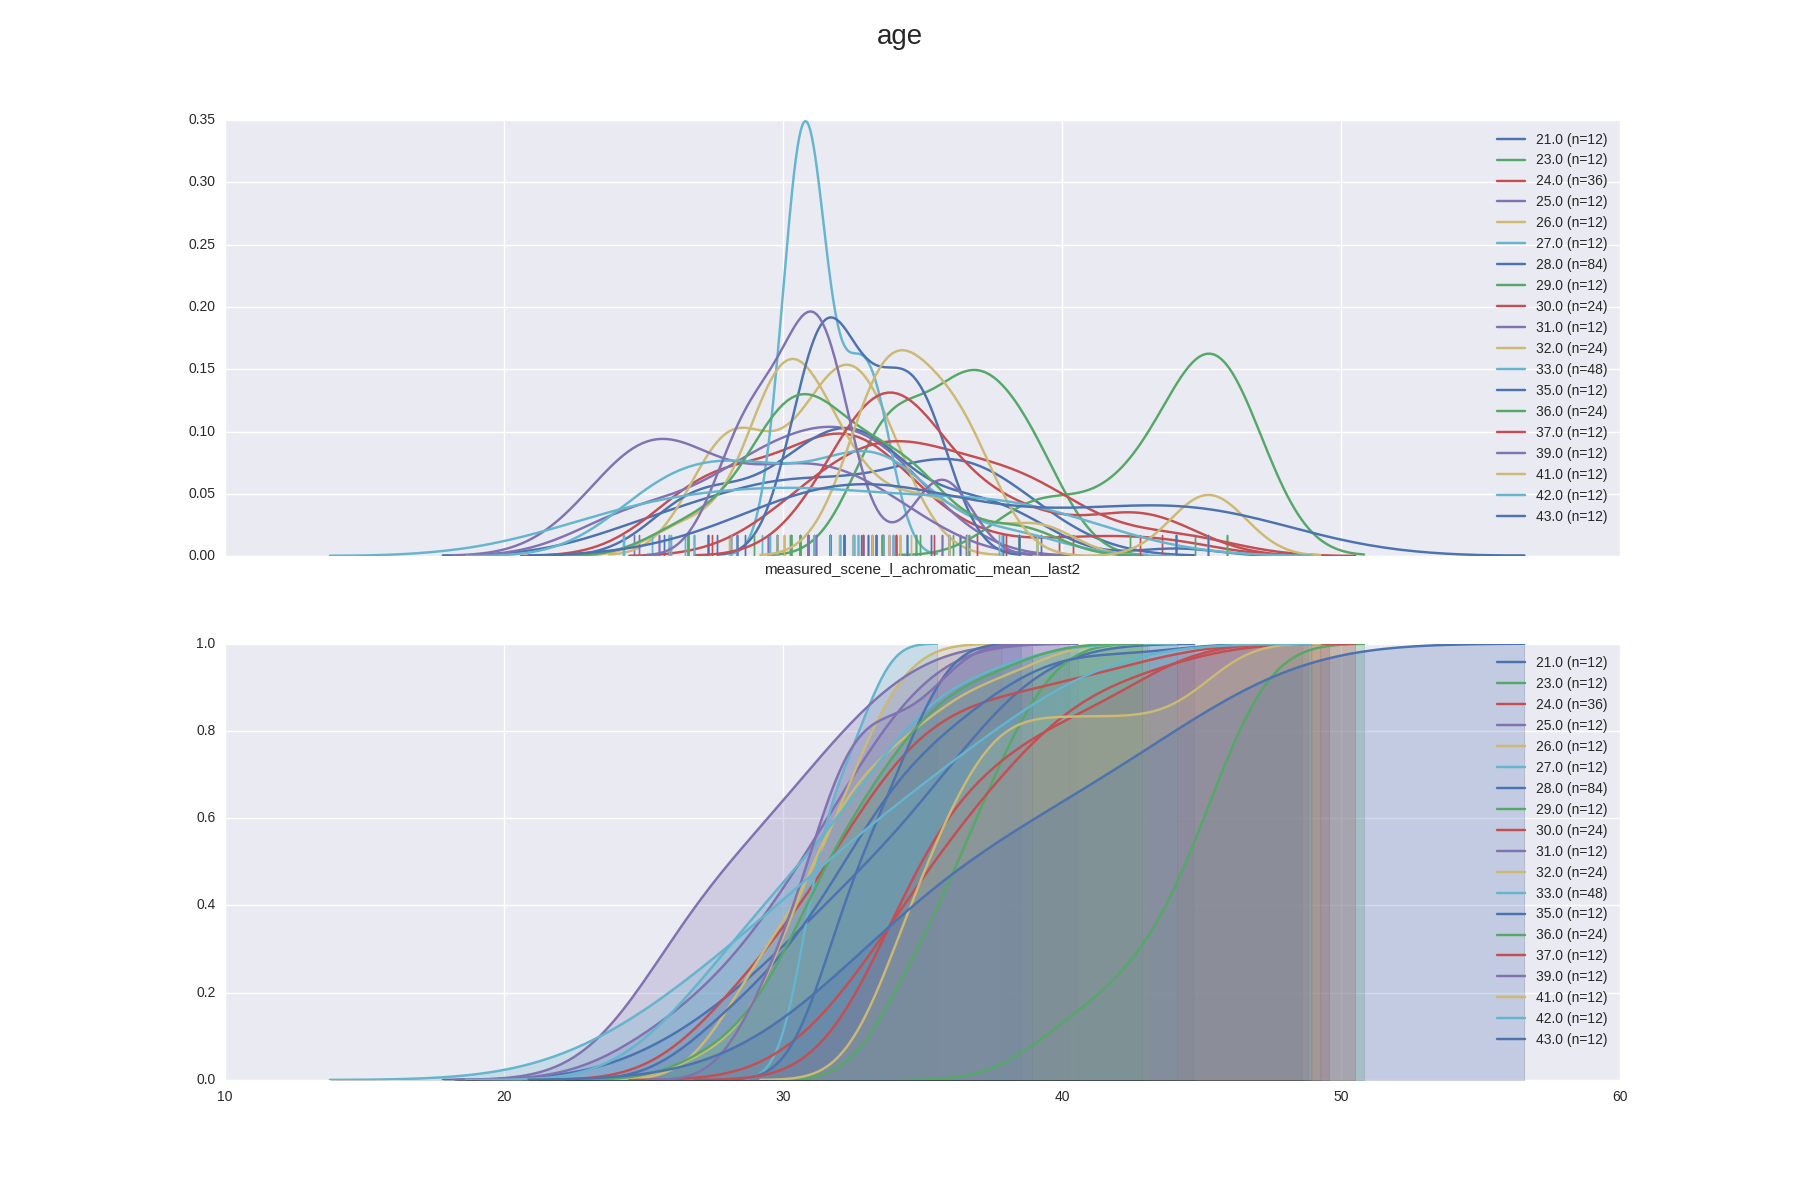 age
0.35
0.30
0.25
0.20
0.15
0.10
0.05
0.00
21.0 (n=12)
23.0 (n=12)
24.0 (n=36)
25.0 (n=12)
26.0 (n=12)
27.0 (n=12)
28.0 (n=84)
29.0 (n=12)
30.0 (n=24)
31.0 (n=12)
32.0 (n=24)
33.0 (n=48)
35.0 (n=12)
36.0 (n=24)
37.0 (n=12)
39.0 (n=12)
41.0 (n=12)
42.0 (n=12)
43.0 (n=12)
measured_scene_l_achromatic__mean__last2
1.0
0.8
0.6
0.4
0.2
0.0
21.0 (n=12)
23.0 (n=12)
24.0 (n=36)
25.0 (n=12)
26.0 (n=12)
27.0 (n=12)
28.0 (n=84)
29.0 (n=12)
30.0 (n=24)
31.0 (n=12)
32.0 (n=24)
33.0 (n=48)
35.0 (n=12)
36.0 (n=24)
37.0 (n=12)
39.0 (n=12)
41.0 (n=12)
42.0 (n=12)
43.0 (n=12)
10 20 30 40 50 60